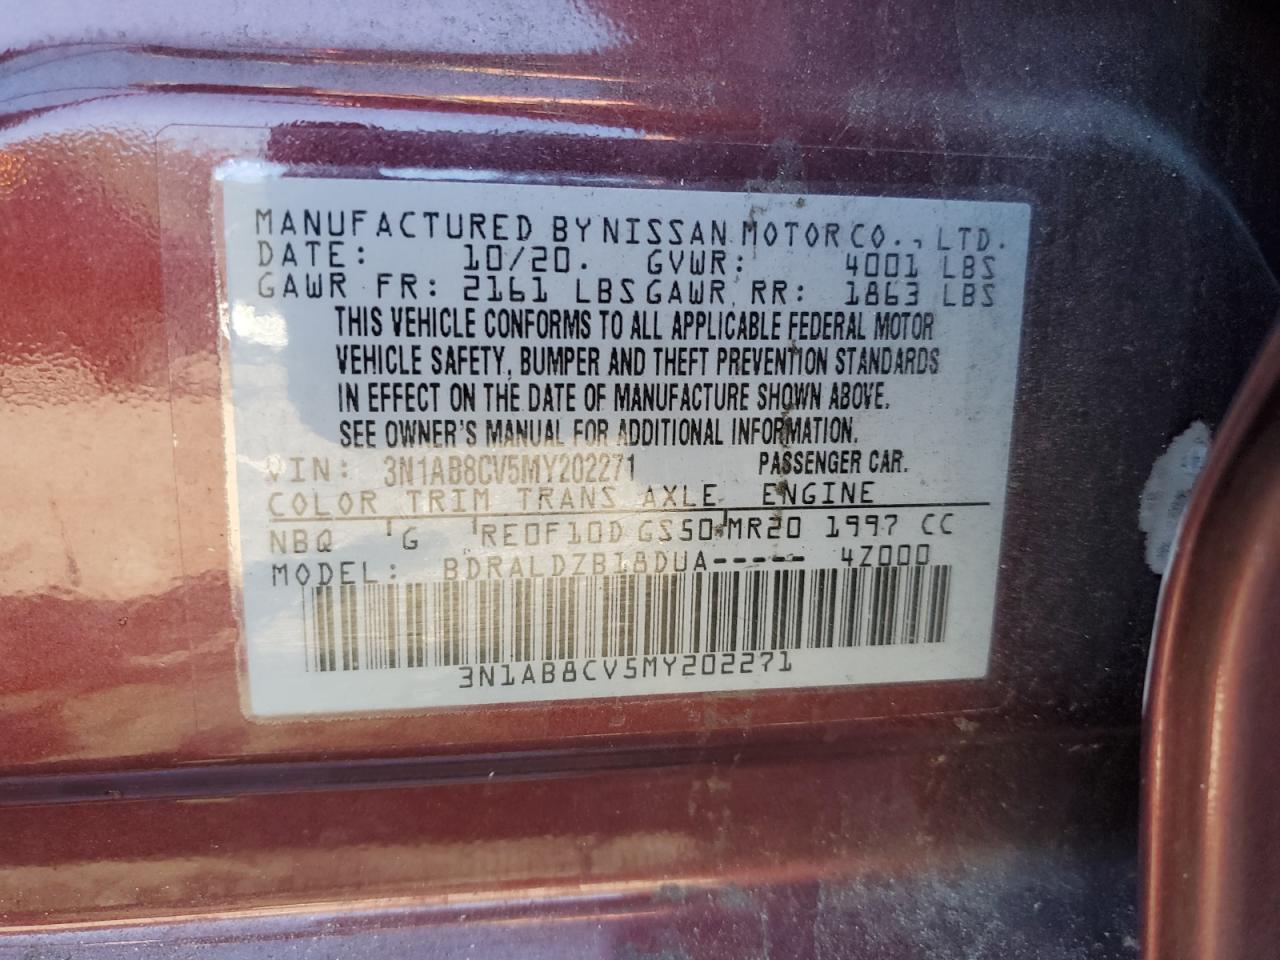 MANUFACTURED BY NISSAN MOTOR CO., LTD.
DATE: 10/20. GVWR: 4001 LBS
GAWR FR: 2161 LBS GAWR RR: 1863 LBS
THIS VEHICLE CONFORMS TO ALL APPLICABLE FEDERAL MOTOR
VEHICLE SAFETY, BUMPER AND THEFT PREVENTION STANDARDS
IN EFFECT ON THE DATE OF MANUFACTURE SHOWN ABOVE.
SEE OWNER'S MANUAL FOR ADDITIONAL INFORMATION.
VIN: 3N1AB8CV5MY202271 PASSENGER CAR.
COLOR TRIM TRANS AXLE ENGINE
NBQ G RE0F10D GS50 MR20 1997 CC
MODEL: BDRALDZB18DUA----- 4Z000
3N1AB8CV5MY202271